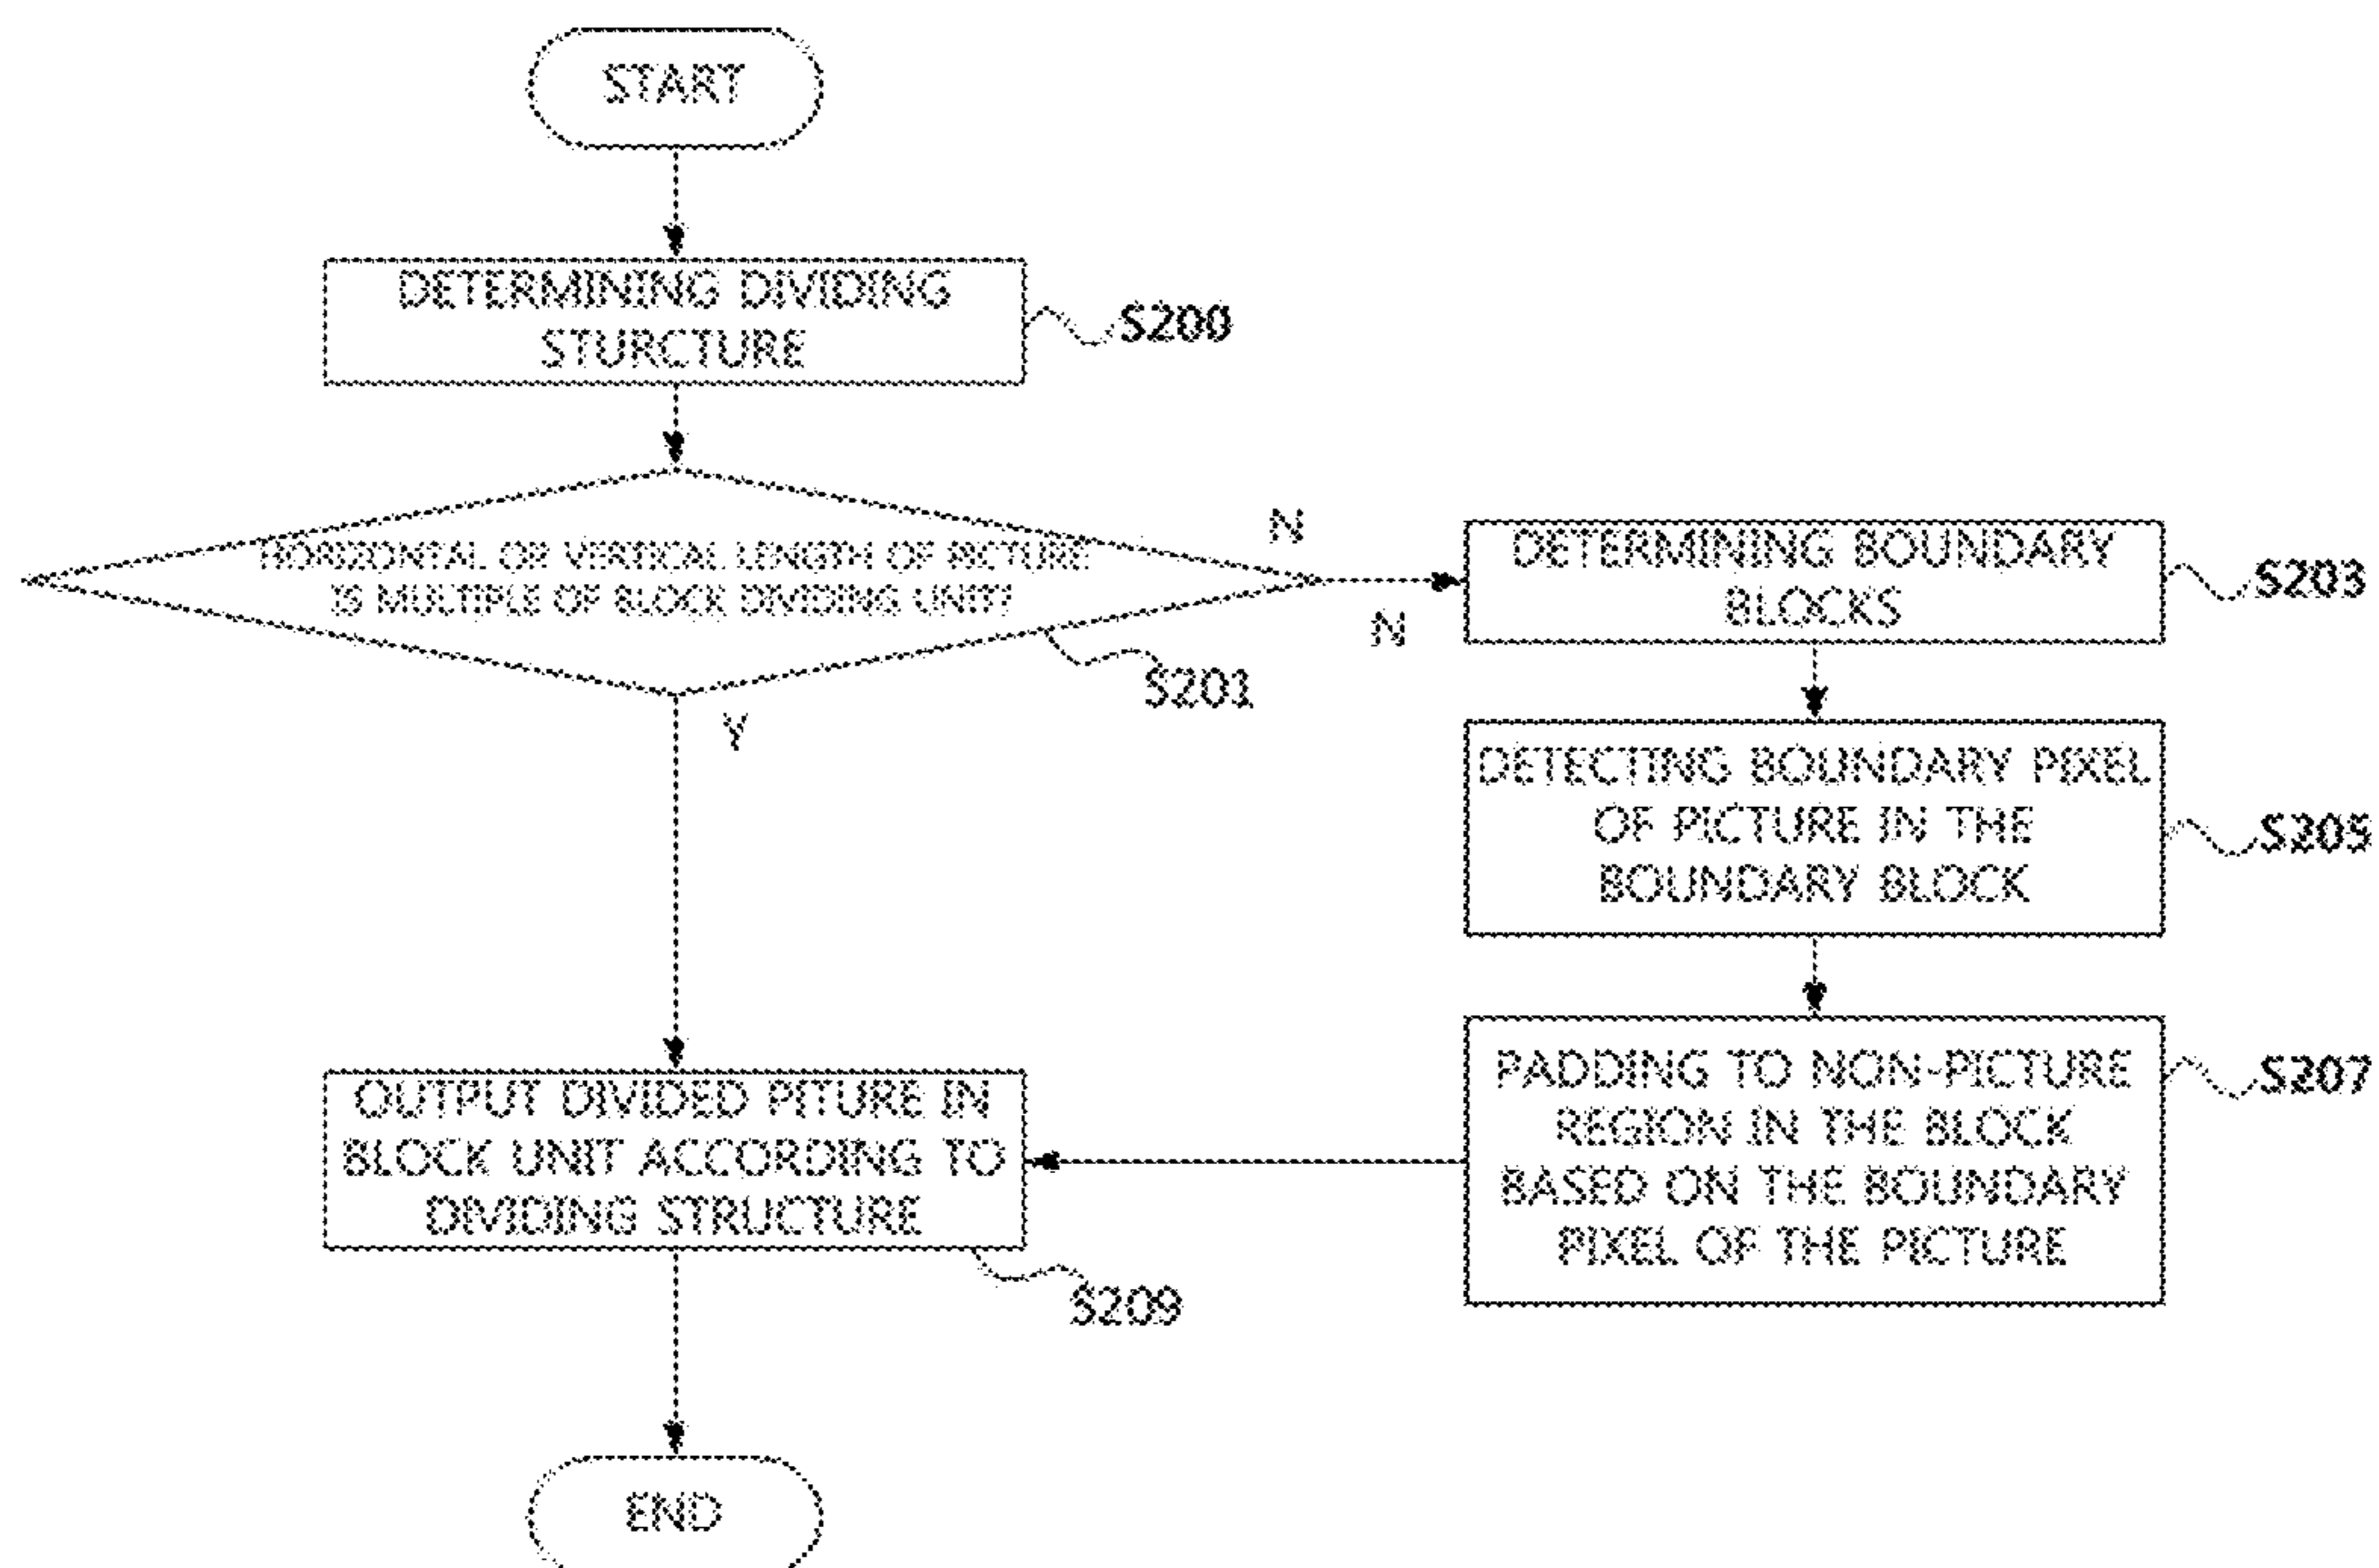 START
DETERMINING DIVIDING
STURCTURE
S200
HORIZONTAL OR VERTICAL LENGTH OF PICTURE
IS MULTIPLE OF BLOCK DIVIDING UNIT?
S201
N
N
Y
DETERMINING BOUNDARY
BLOCKS
S203
DETECTING BOUNDARY PIXEL
OF PICTURE IN THE
BOUNDARY BLOCK
S205
PADDING TO NON-PICTURE
REGION IN THE BLOCK
BASED ON THE BOUNDARY
PIXEL OF THE PICTURE
S207
OUTPUT DIVIDED PITURE IN
BLOCK UNIT ACCORDING TO
DIVIDING STRUCTURE
S209
END